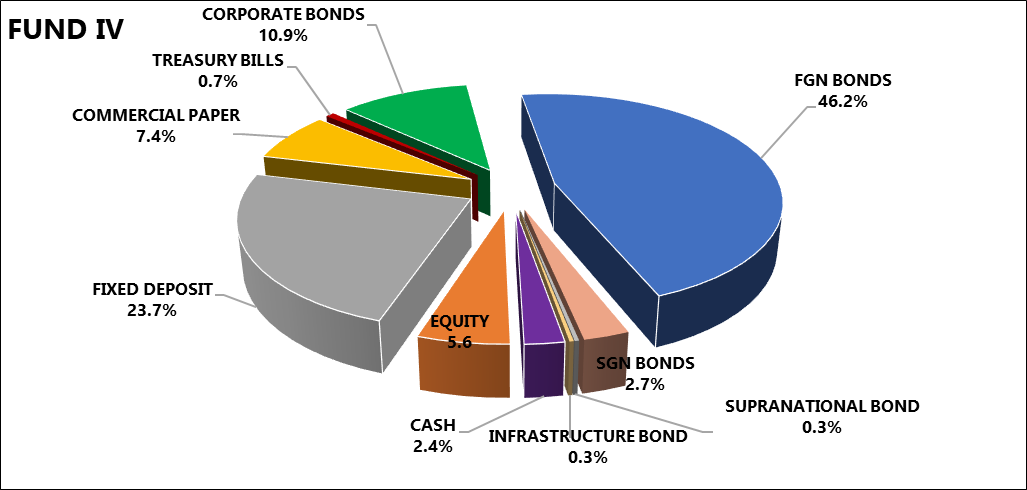 FUND IV
CORPORATE BONDS
10.9%
TREASURY BILLS
0.7%
COMMERCIAL PAPER
7.4%
FGN BONDS
46.2%
FIXED DEPOSIT
23.7%
EQUITY
5.6
SGN BONDS
2.7%
SUPRANATIONAL BOND
0.3%
CASH
2.4%
INFRASTRUCTURE BOND
0.3%